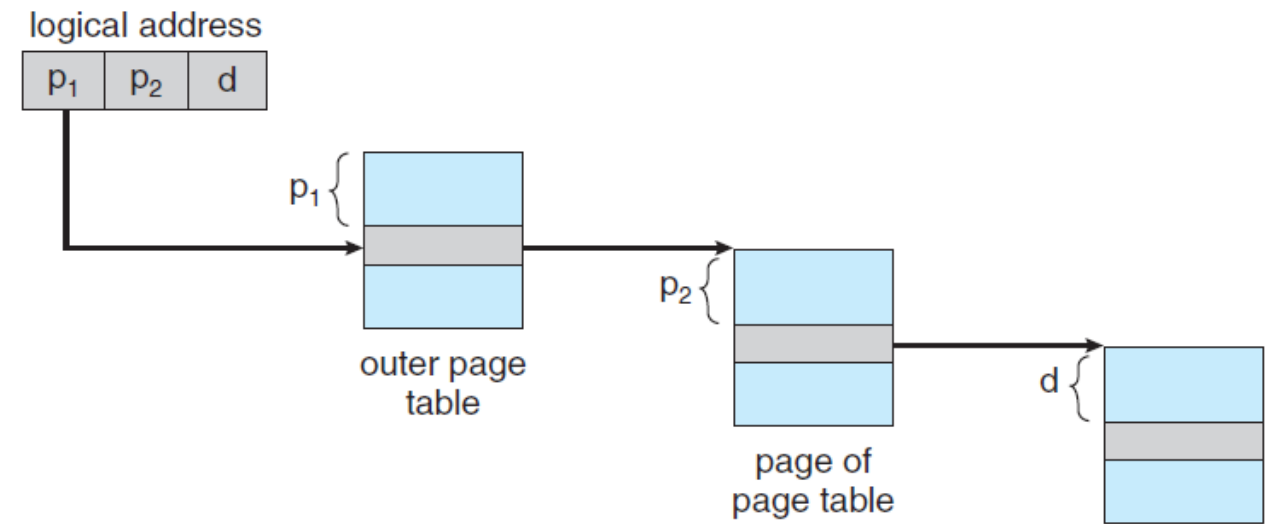 logical address
p₁ p₂ d
p₁
outer page
table
p₂
page of
page table
d